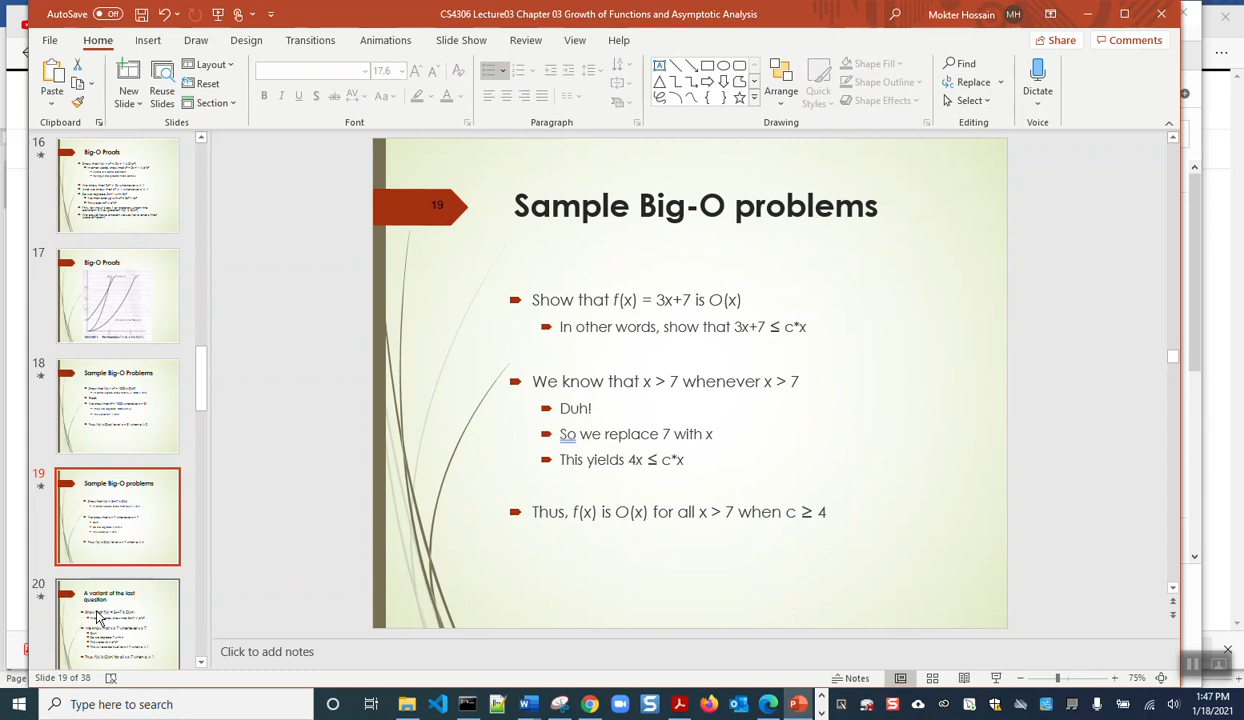 AutoSave Off
CS4306 Lecture03 Chapter 03 Growth of Functions and Asymptotic Analysis
Mokter Hossain MH
File Home Insert Draw Design Transitions Animations Slide Show Review View Help
Share Comments
Paste
New Slide
Reuse Slides
Layout
Reset
Section
17.6
Arrange
Quick Styles
Shape Fill
Shape Outline
Shape Effects
Find
Replace
Select
Dictate
Clipboard Slides Font Paragraph Drawing Editing Voice
16
Big-O Proofs
17
Big-O Proofs
18
Sample Big-O Problems
19
Sample Big-O problems
20
A variant of the last
question
19
Sample Big-O problems
Show that f(x) = 3x+7 is O(x)
In other words, show that 3x+7 ≤ c*x
We know that x > 7 whenever x > 7
Duh!
So we replace 7 with x
This yields 4x ≤ c*x
Thus, f(x) is O(x) for all x > 7 when c ≥ 4
Click to add notes
Slide 19 of 38
Notes
75%
Type here to search
1:47 PM
1/18/2021